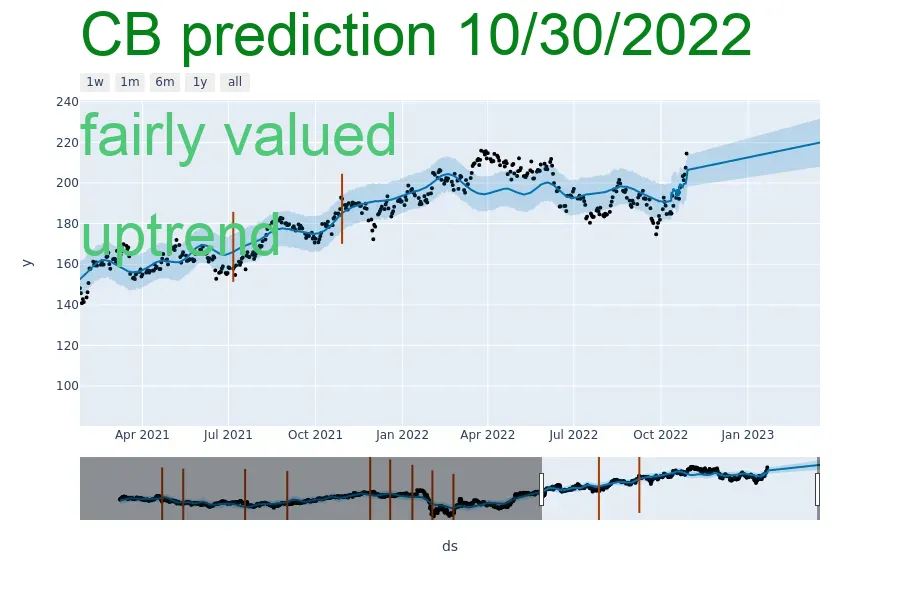 CB prediction 10/30/2022
1w 1m 6m 1y all
240
fairly valued
220
200
180
uptrend
160
y
140
120
100
Apr 2021 Jul 2021 Oct 2021 Jan 2022 Apr 2022 Jul 2022 Oct 2022 Jan 2023
ds